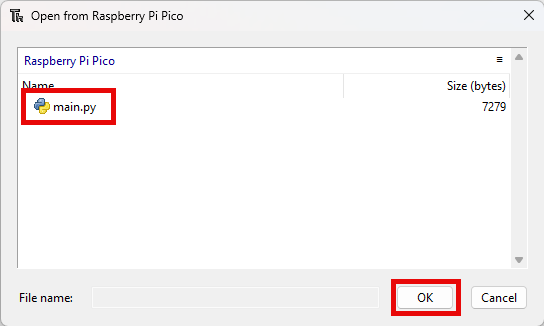 Open from Raspberry Pi Pico
Raspberry Pi Pico
Name Size (bytes)
main.py 7279
File name: OK Cancel